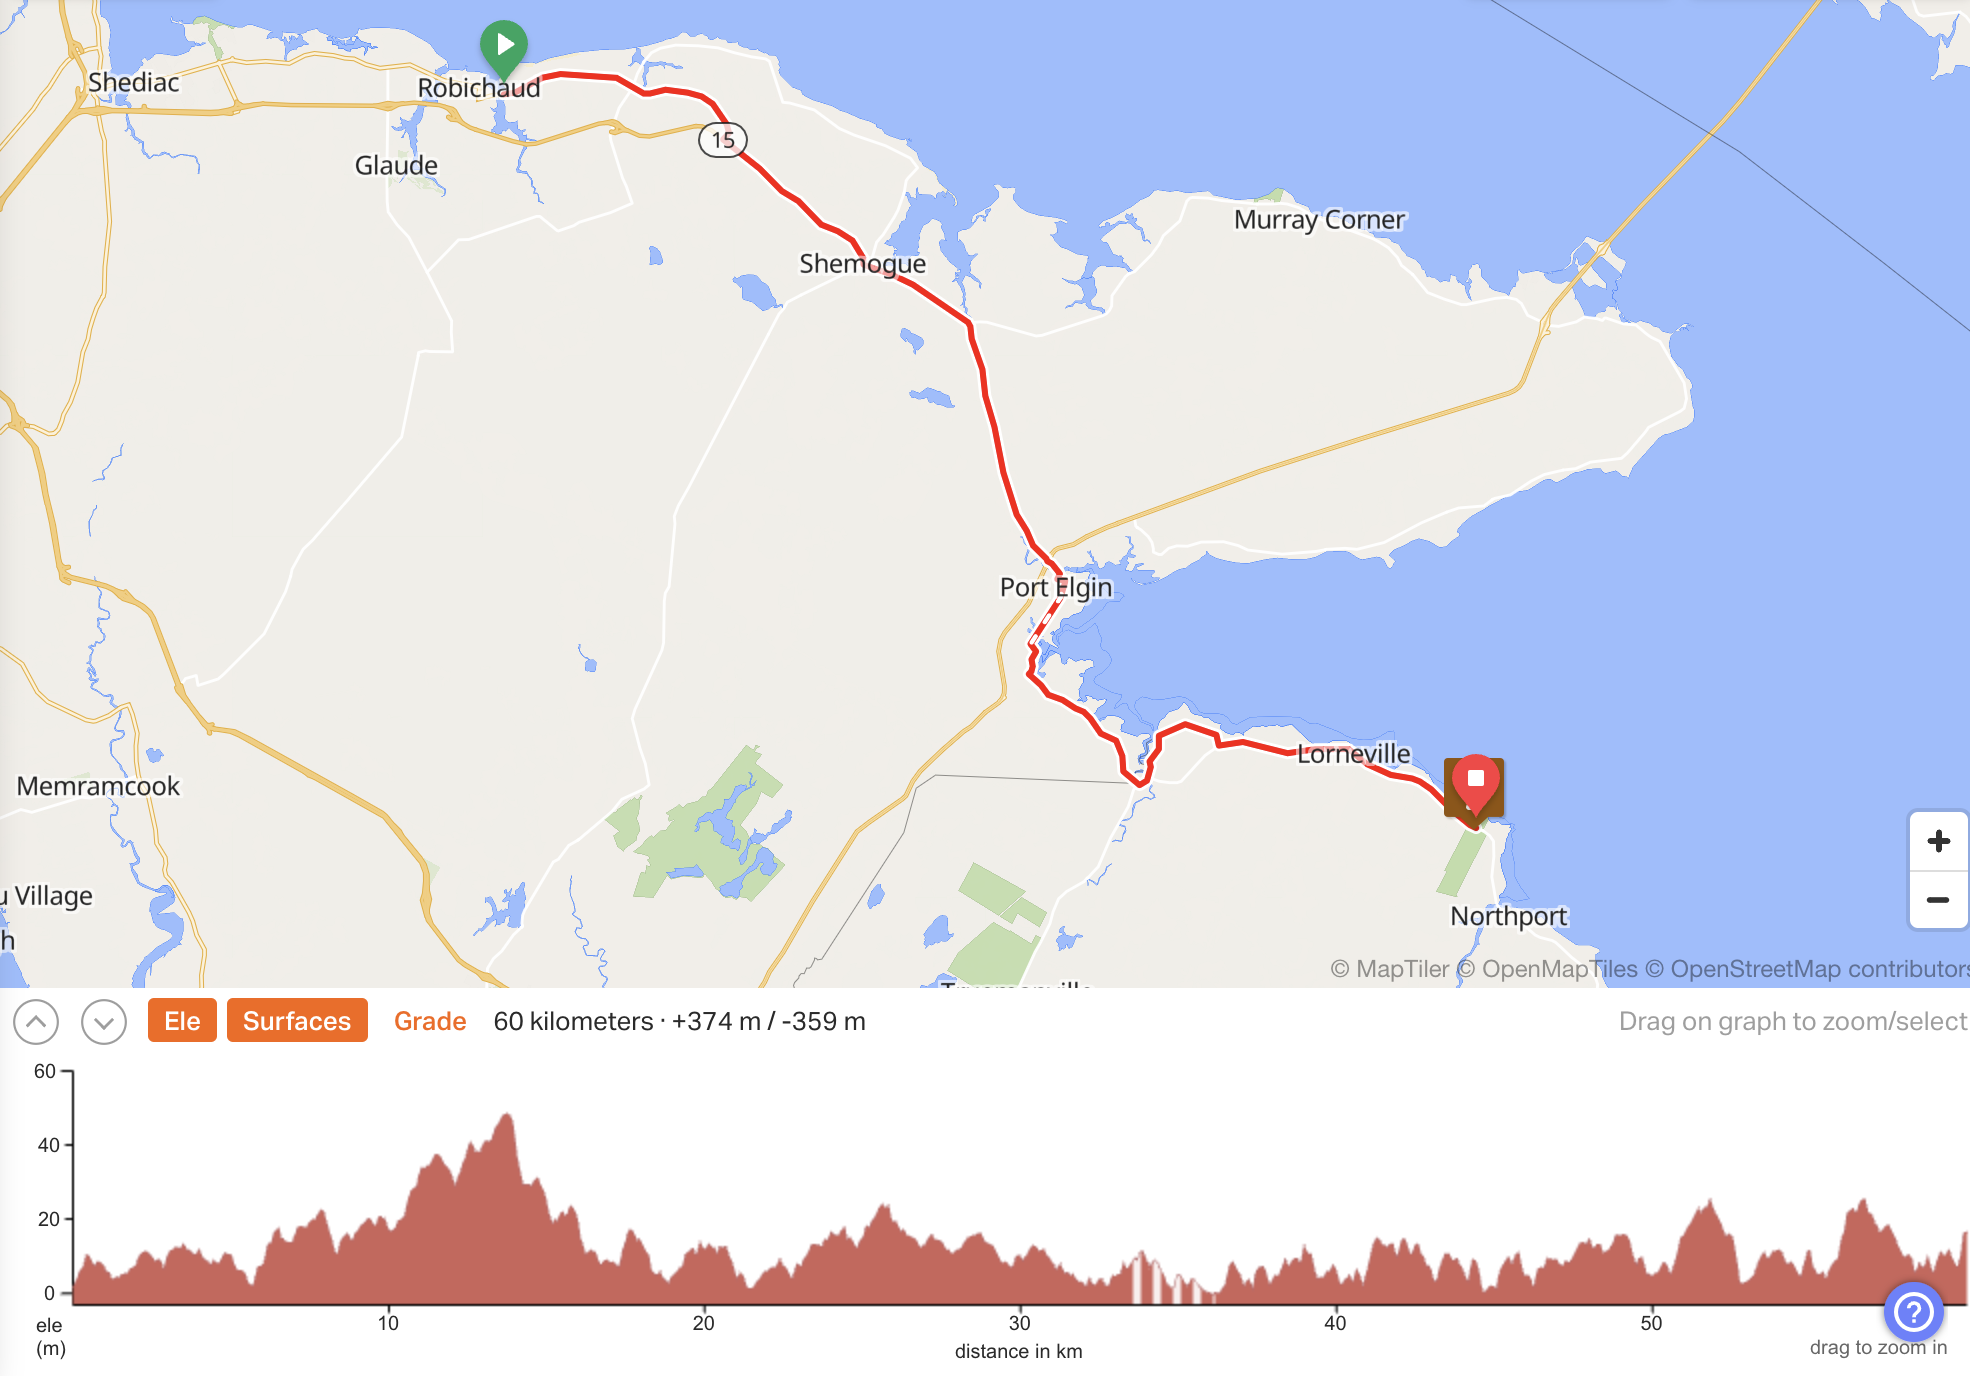 Shediac
Robichaud
15
Glaude
Murray Corner
Shemogue
Port Elgin
Lorneville
Memramcook
u Village
h
Northport
© MapTiler © OpenMapTiles © OpenStreetMap contributors
Ele
Surfaces
Grade
60 kilometers · +374 m / -359 m
Drag on graph to zoom/select
60
40
20
0
ele
(m)
10
20
30
40
50
distance in km
drag to zoom in
+
−
?